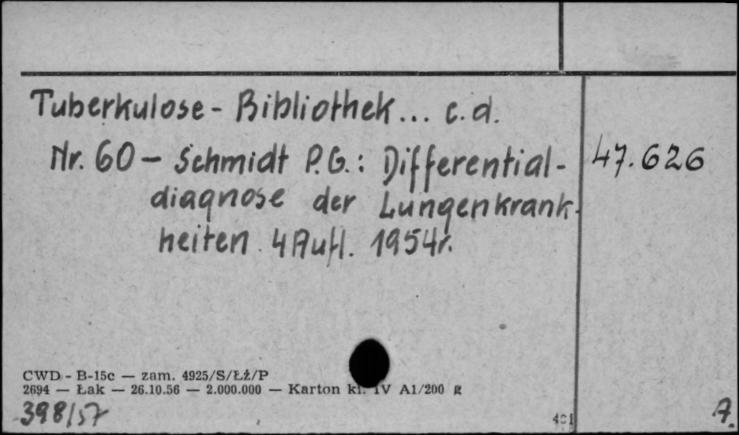 Tuberkulose - Bibliothek... c.d.
Nr. 60 - Schmidt P.G.: Differential-
47.626
diagnose der Lungenkrank-
heiten 4 Aufl. 1954r.
CWD - B-15c — zam. 4925/S/Łż/P
2694 — Łak — 26.10.56 — 2.000.000 — Karton kl. IV A1/200 g
398/57